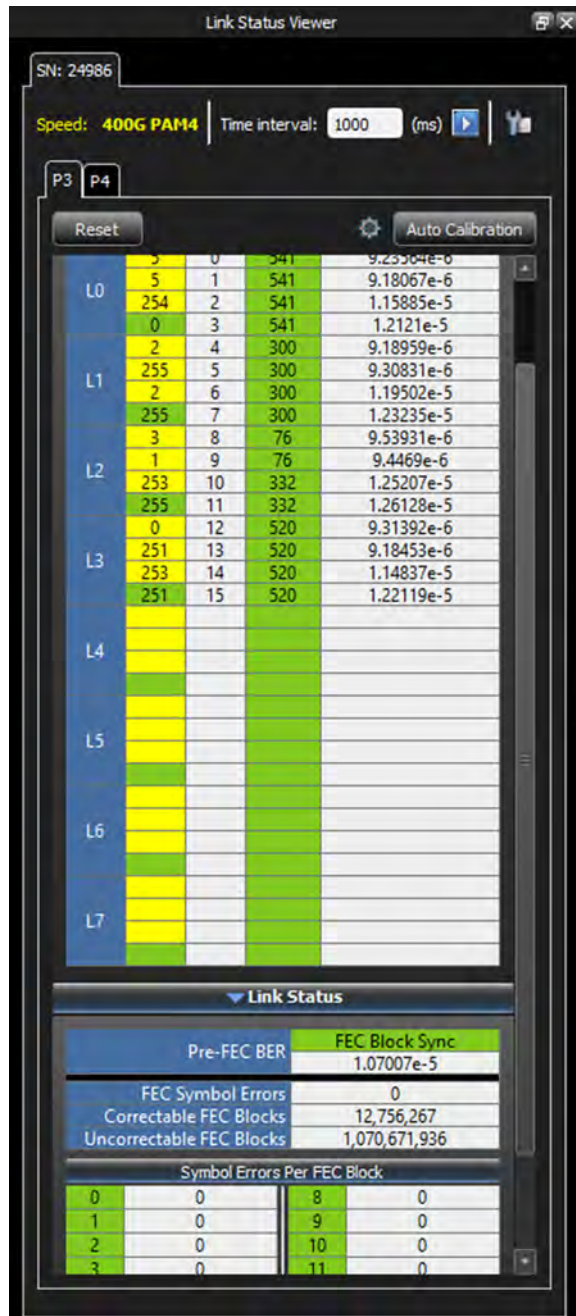 Link Status Viewer
SN: 24986
Speed: 400G PAM4 Time interval: 1000 (ms)
P3 P4
Reset Auto Calibration
L0
5 0 541 9.23564e-6
5 1 541 9.18067e-6
254 2 541 1.15885e-5
0 3 541 1.2121e-5
L1
2 4 300 9.18959e-6
255 5 300 9.30831e-6
2 6 300 1.19502e-5
255 7 300 1.23235e-5
L2
3 8 76 9.53931e-6
1 9 76 9.4469e-6
253 10 332 1.25207e-5
255 11 332 1.26128e-5
L3
0 12 520 9.31392e-6
251 13 520 9.18453e-6
253 14 520 1.14837e-5
251 15 520 1.22119e-5
L4
L5
L6
L7
Link Status
Pre-FEC BER
FEC Block Sync
1.07007e-5
FEC Symbol Errors 0
Correctable FEC Blocks 12,756,267
Uncorrectable FEC Blocks 1,070,671,936
Symbol Errors Per FEC Block
0 0 8 0
1 0 9 0
2 0 10 0
3 0 11 0